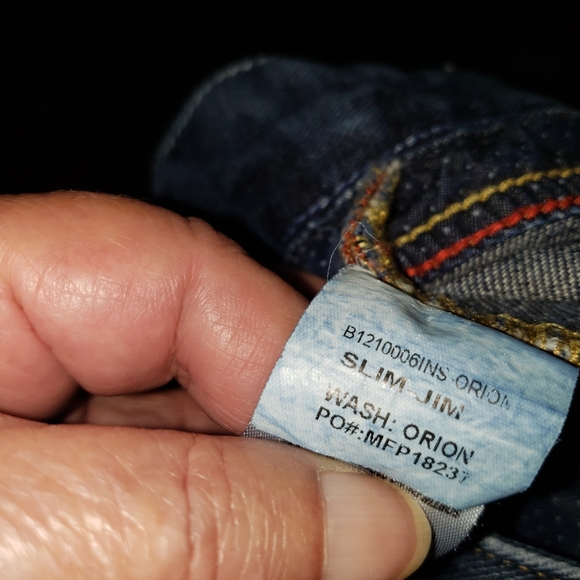 B1210006INS ORION
SLIM JIM
WASH: ORION
PO#:MFP18237